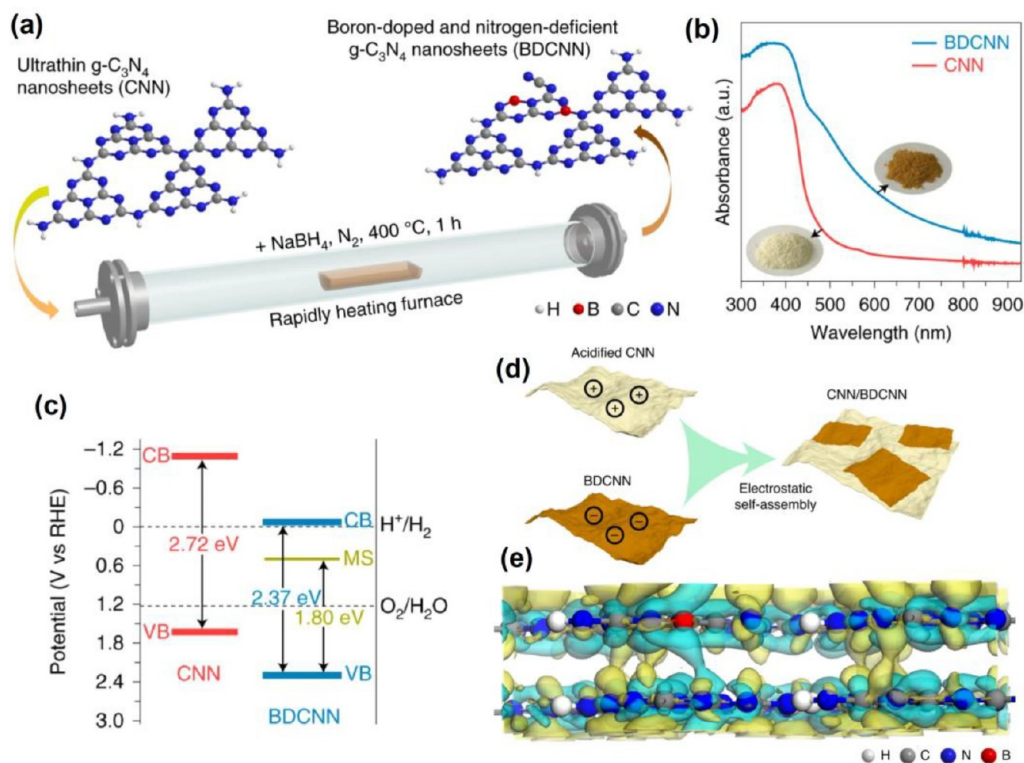 (a)
Ultrathin g-C₃N₄
nanosheets (CNN)
Boron-doped and nitrogen-deficient
g-C₃N₄ nanosheets (BDCNN)
+ NaBH₄, N₂, 400 °C, 1 h
Rapidly heating furnace
H B C N
(b)
BDCNN
CNN
Absorbance (a.u.)
300 400 500 600 700 800 900
Wavelength (nm)
(c)
Potential (V vs RHE)
−1.2
−0.6
0
0.6
1.2
1.8
2.4
3.0
CB
2.72 eV
VB
CNN
CB
MS
2.37 eV
1.80 eV
VB
BDCNN
H⁺/H₂
O₂/H₂O
(d)
Acidified CNN
+ + +
BDCNN
− − −
Electrostatic
self-assembly
CNN/BDCNN
(e)
H C N B